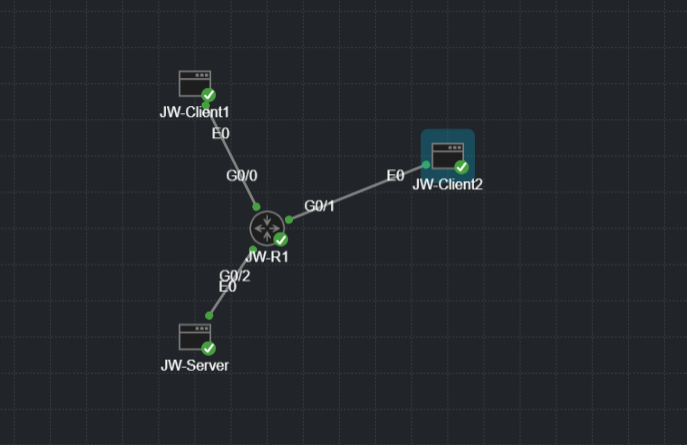 JW-Client1
E0
G0/0
E0
JW-Client2
G0/1
JW-R1
G0/2
E0
JW-Server